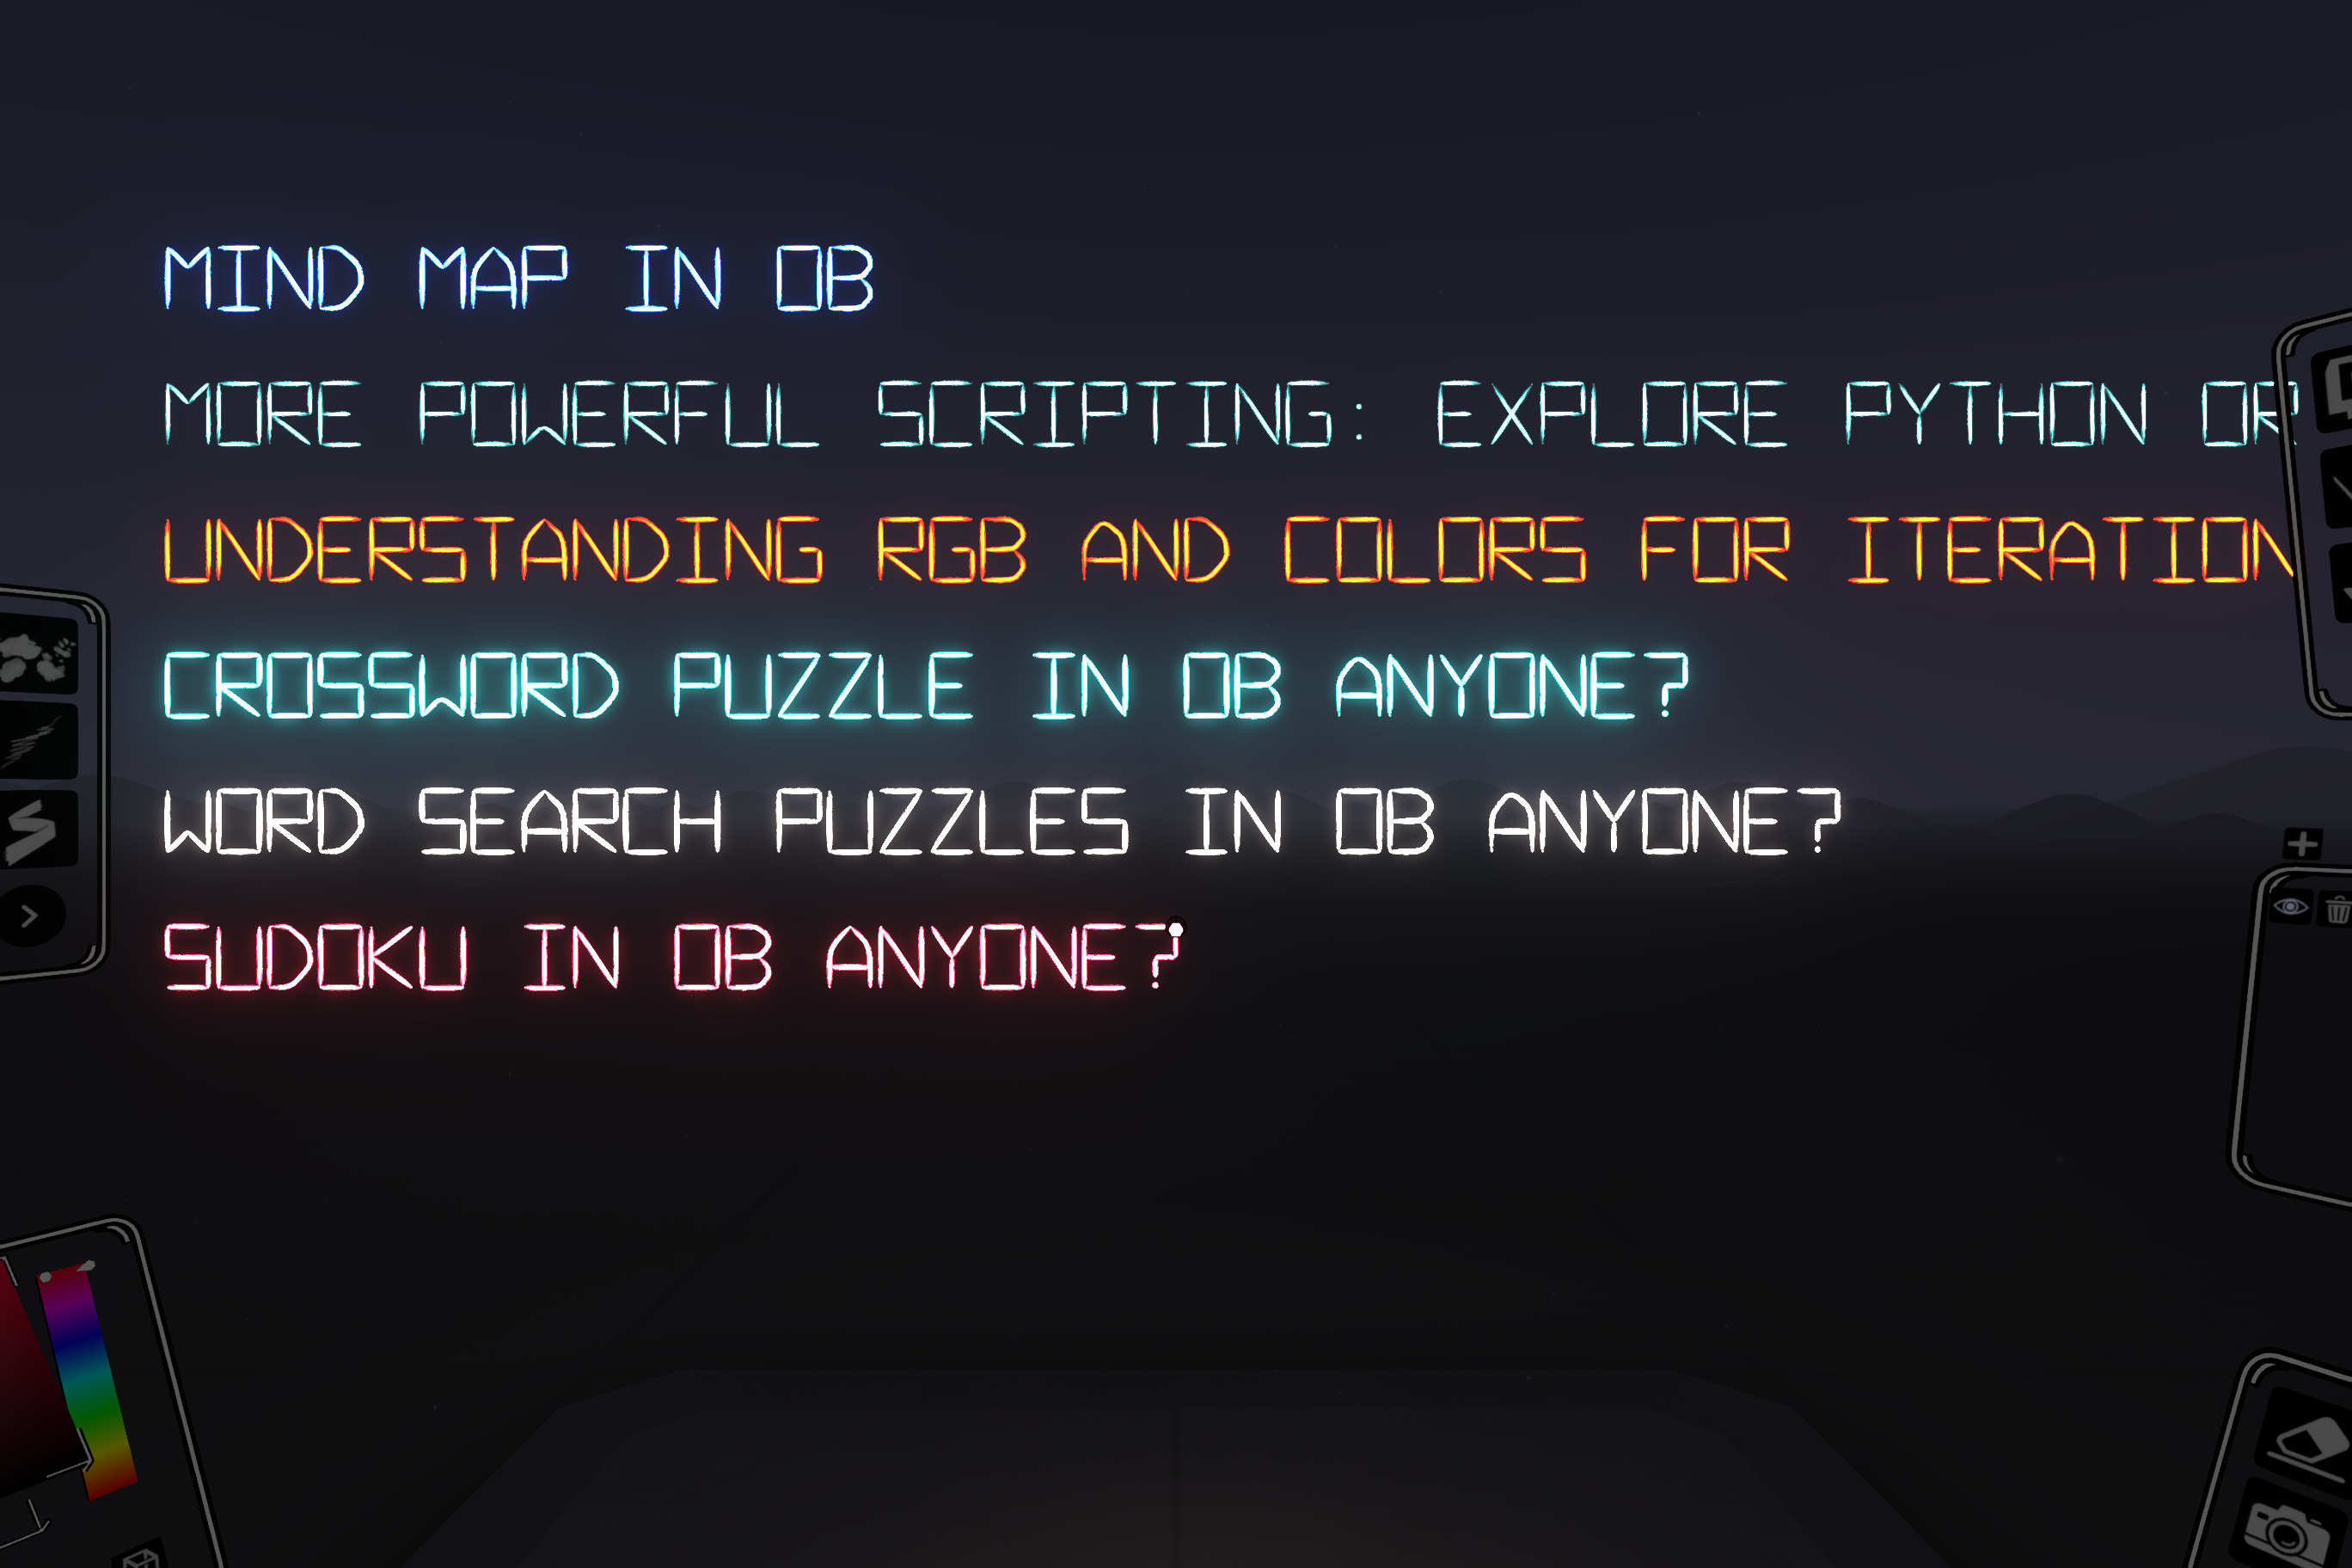 MIND MAP IN OB
MORE POWERFUL SCRIPTING: EXPLORE PYTHON OR
UNDERSTANDING RGB AND COLORS FOR ITERATION
CROSSWORD PUZZLE IN OB ANYONE?
WORD SEARCH PUZZLES IN OB ANYONE?
SUDOKU IN OB ANYONE?